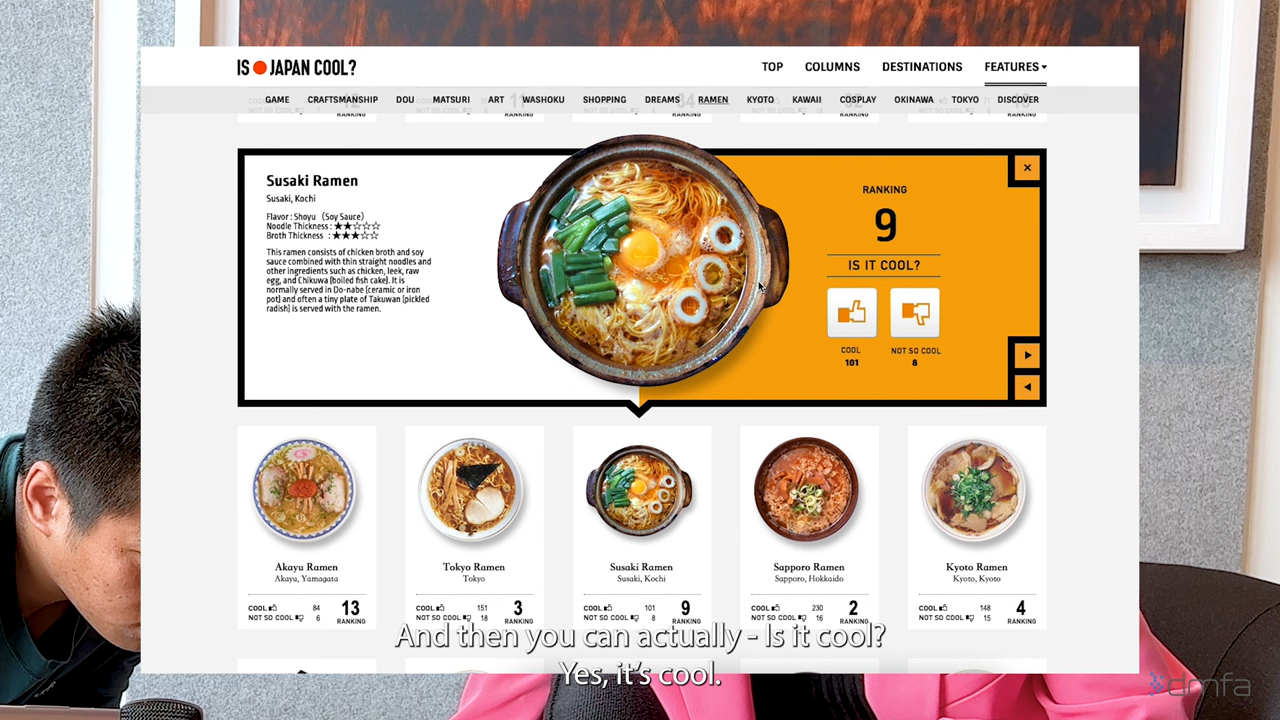 IS JAPAN COOL?
TOP COLUMNS DESTINATIONS FEATURES
GAME CRAFTSMANSHIP DOU MATSURI ART WASHOKU SHOPPING DREAMS RAMEN KYOTO KAWAII COSPLAY OKINAWA TOKYO DISCOVER
RANKING RANKING RANKING RANKING RANKING
Susaki Ramen
Susaki, Kochi
Flavor : Shoyu (Soy Sauce)
Noodle Thickness : ★★☆☆☆
Broth Thickness : ★★★☆☆
This ramen consists of chicken broth and soy
sauce combined with thin straight noodles and
other ingredients such as chicken, leek, raw
egg, and Chikuwa (boiled fish cake). It is
normally served in Do-nabe (ceramic or iron
pot) and often a tiny plate of Takuwan (pickled
radish) is served with the ramen.
RANKING
9
IS IT COOL?
COOL
101
NOT SO COOL
8
Akayu Ramen
Akayu, Yamagata
COOL 84
NOT SO COOL 6
13
RANKING
Tokyo Ramen
Tokyo
COOL 151
NOT SO COOL 18
3
RANKING
Susaki Ramen
Susaki, Kochi
COOL 101
NOT SO COOL 8
9
RANKING
Sapporo Ramen
Sapporo, Hokkaido
COOL 230
NOT SO COOL 16
2
RANKING
Kyoto Ramen
Kyoto, Kyoto
COOL 148
NOT SO COOL 15
4
RANKING
And then you can actually - Is it cool?
Yes, it's cool.
dmfa